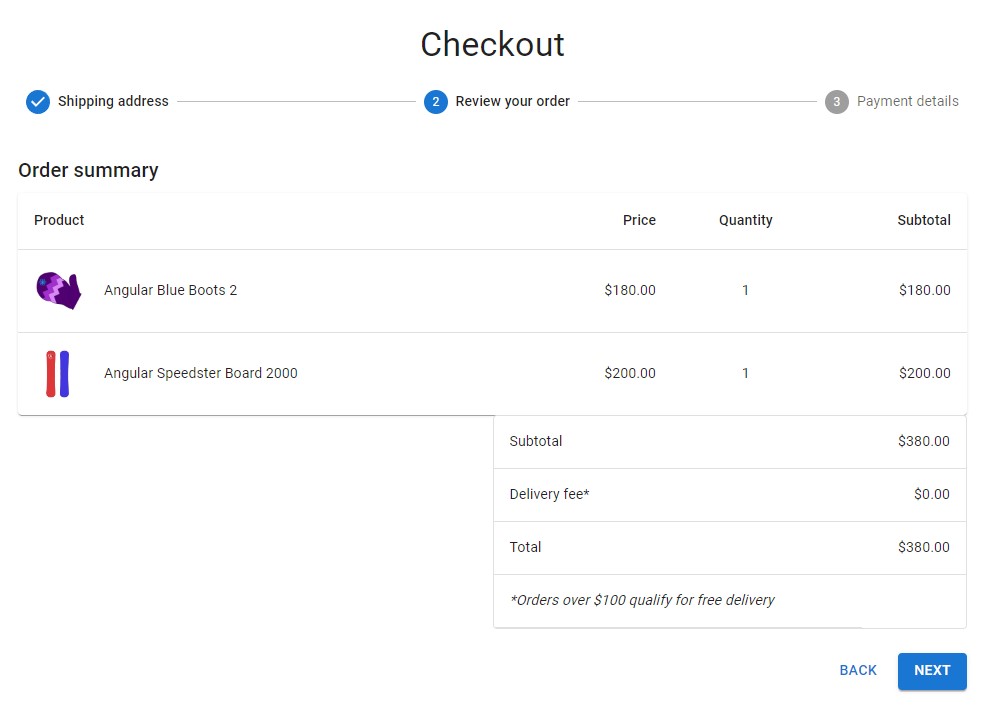 Checkout
Shipping address 2 Review your order 3 Payment details
Order summary
Product Price Quantity Subtotal
Angular Blue Boots 2 $180.00 1 $180.00
Angular Speedster Board 2000 $200.00 1 $200.00
Subtotal $380.00
Delivery fee* $0.00
Total $380.00
*Orders over $100 qualify for free delivery
BACK NEXT